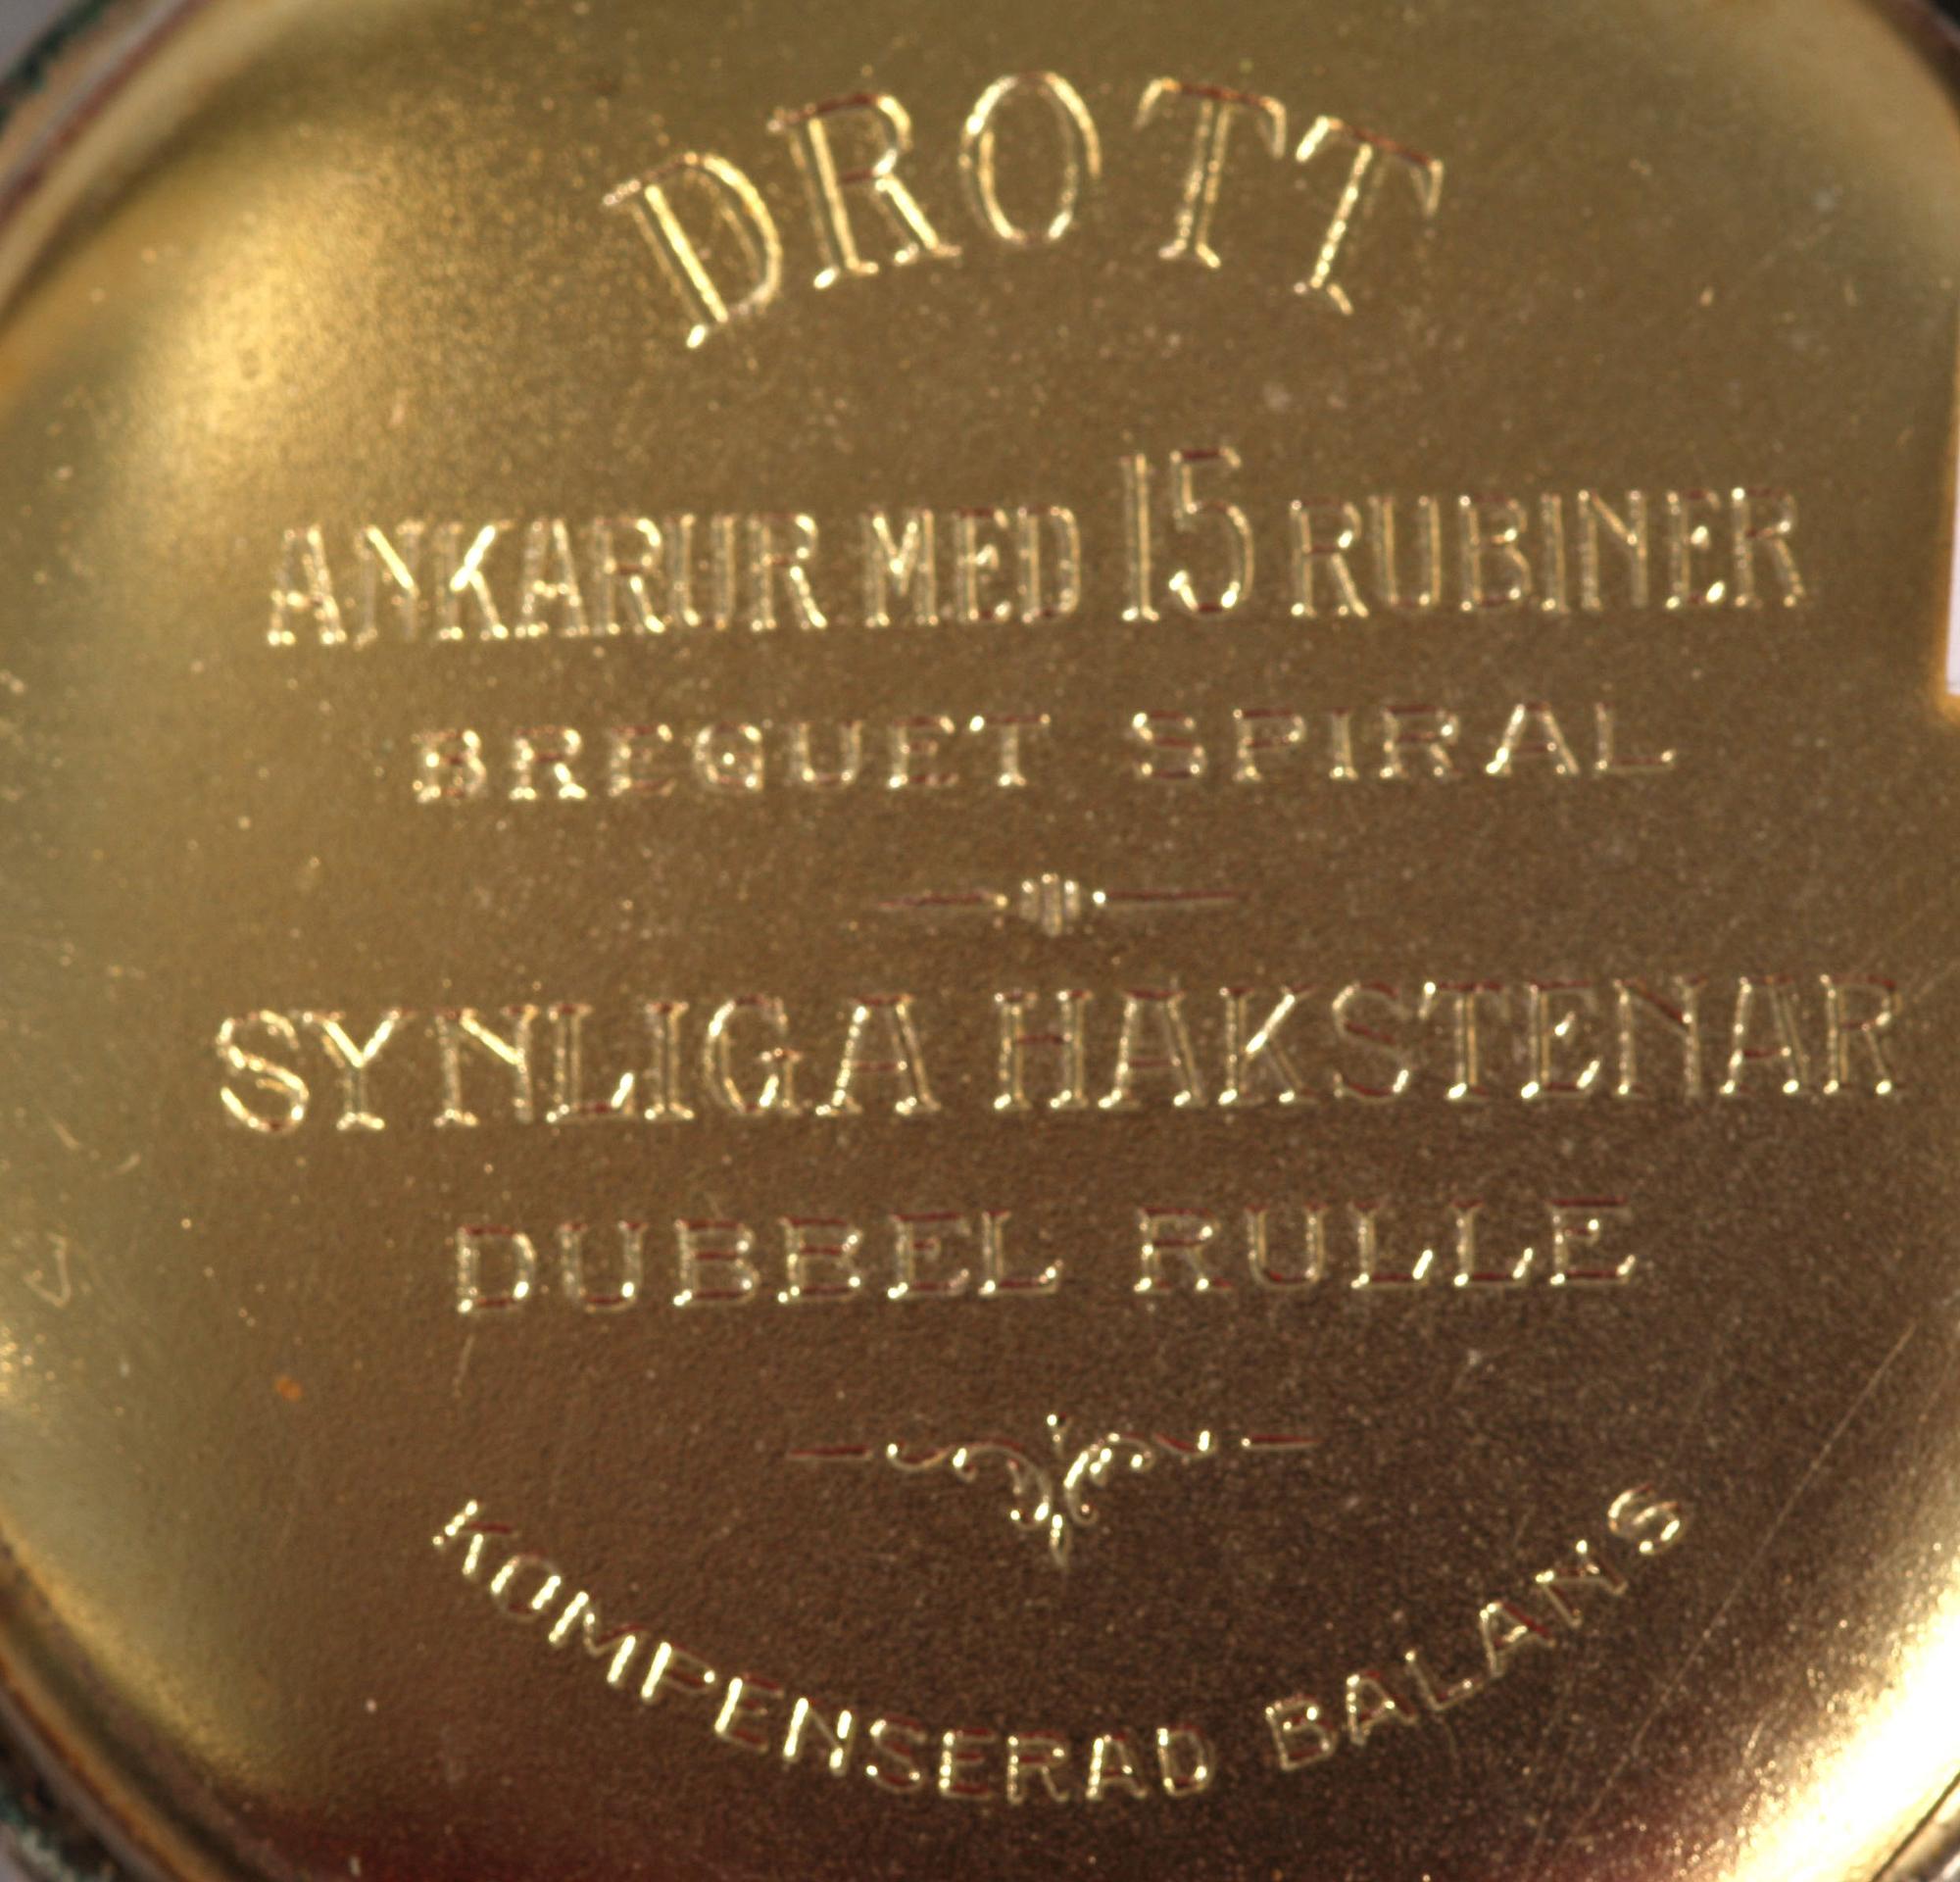 DROTT
ANKARUR MED 15 RUBINER
BREGUET SPIRAL
SYNLIGA HAKSTENAR
DUBBEL RULLE
KOMPENSERAD BALANS